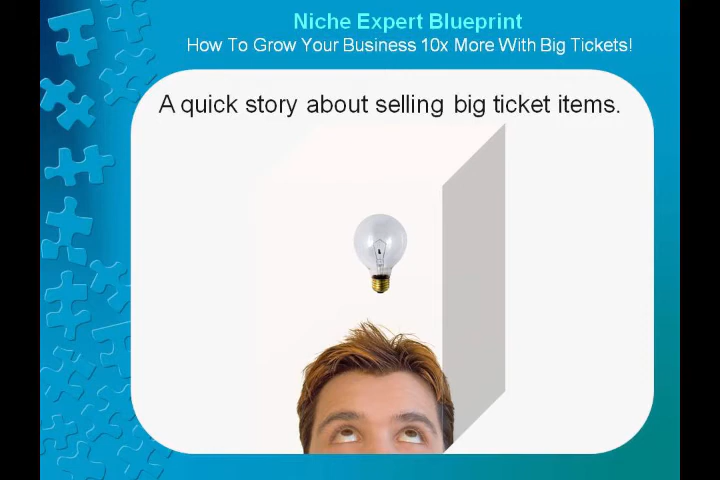 Niche Expert Blueprint
How To Grow Your Business 10x More With Big Tickets!
A quick story about selling big ticket items.